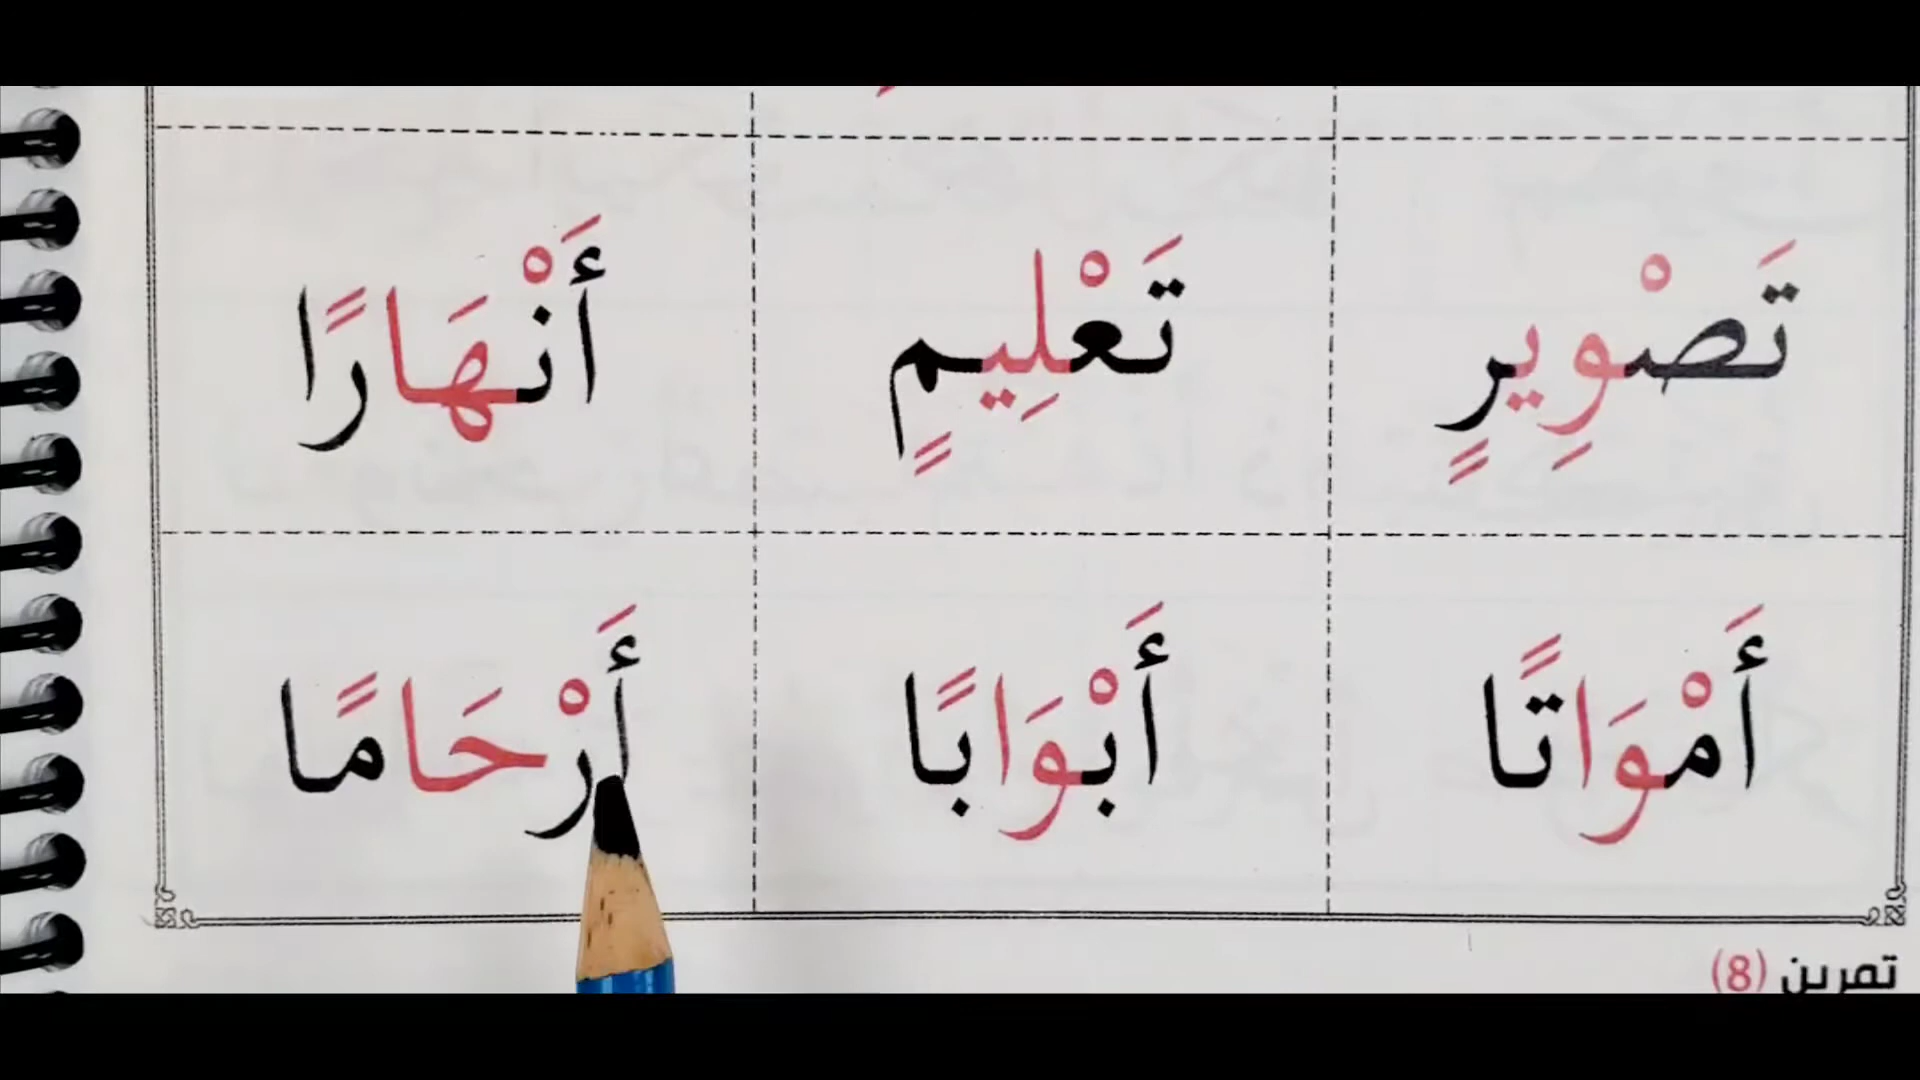 تَصْوِيرٍ تَعْلِيمٍ أَنْهَارًا
أَمْوَاتًا أَبْوَابًا أَرْحَامًا
تمرين (8)